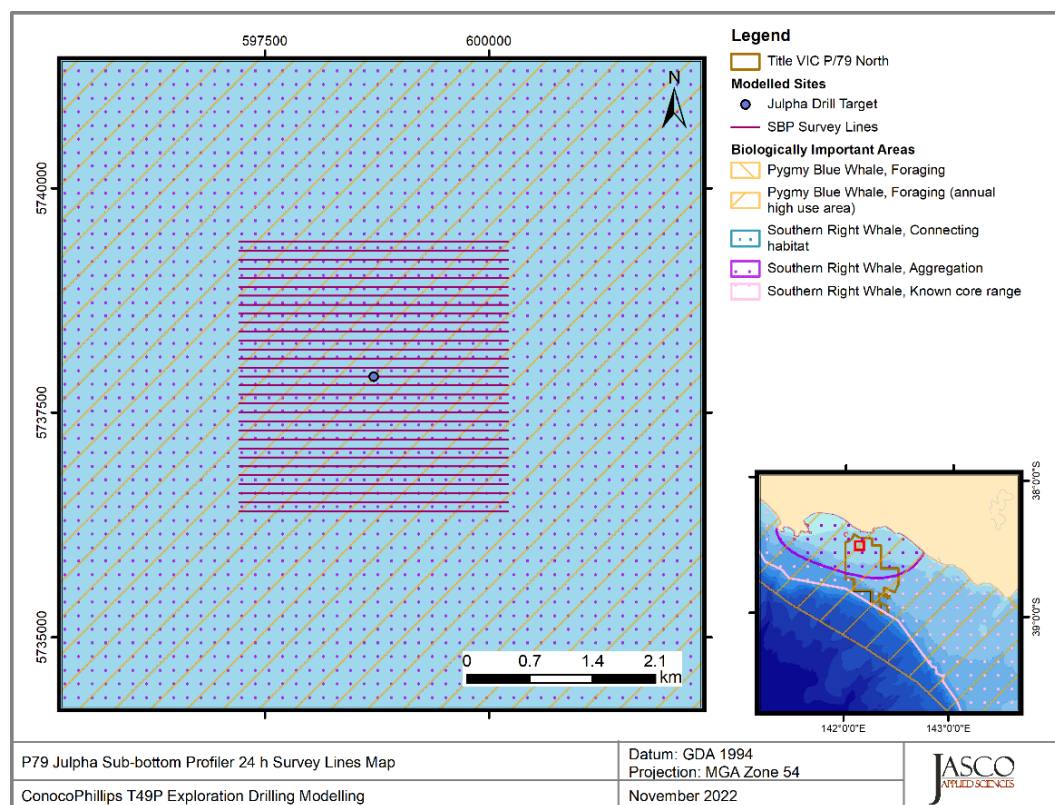 597500
600000
5740000
5737500
5735000
N
0
0.7
1.4
2.1
km
Legend
Title VIC P/79 North
Modelled Sites
Julpha Drill Target
SBP Survey Lines
Biologically Important Areas
Pygmy Blue Whale, Foraging
Pygmy Blue Whale, Foraging (annual
high use area)
Southern Right Whale, Connecting
habitat
Southern Right Whale, Aggregation
Southern Right Whale, Known core range
38°0'0"S
39°0'0"S
142°0'0"E
143°0'0"E
P79 Julpha Sub-bottom Profiler 24 h Survey Lines Map
ConocoPhillips T49P Exploration Drilling Modelling
Datum: GDA 1994
Projection: MGA Zone 54
November 2022
JASCO
APPLIED SCIENCES